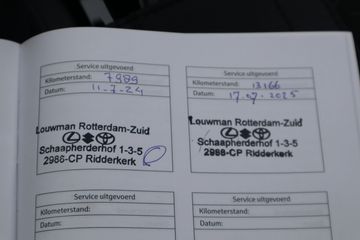 Service uitgevoerd
Kilometerstand: 7989
Datum: 11-7-24
Louwman Rotterdam-Zuid
Schaapherderhof 1-3-5
2988-CP Ridderkerk
Service uitgevoerd
Kilometerstand: 13166
Datum: 17.07.2025
Louwman Rotterdam-Zuid
Schaapherderhof 1-3-5
2988-CP Ridderkerk
Service uitgevoerd
Kilometerstand:
Datum:
Service uitgevoerd
Kilometerstand:
Datum: